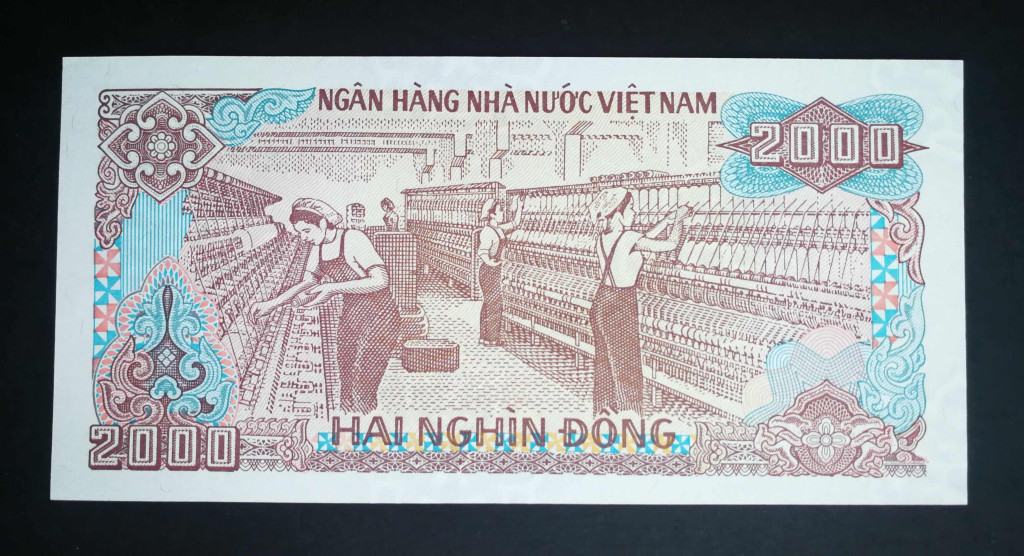 NGÂN HÀNG NHÀ NƯỚC VIỆT NAM
2000
2000
HAI NGHÌN ĐỒNG